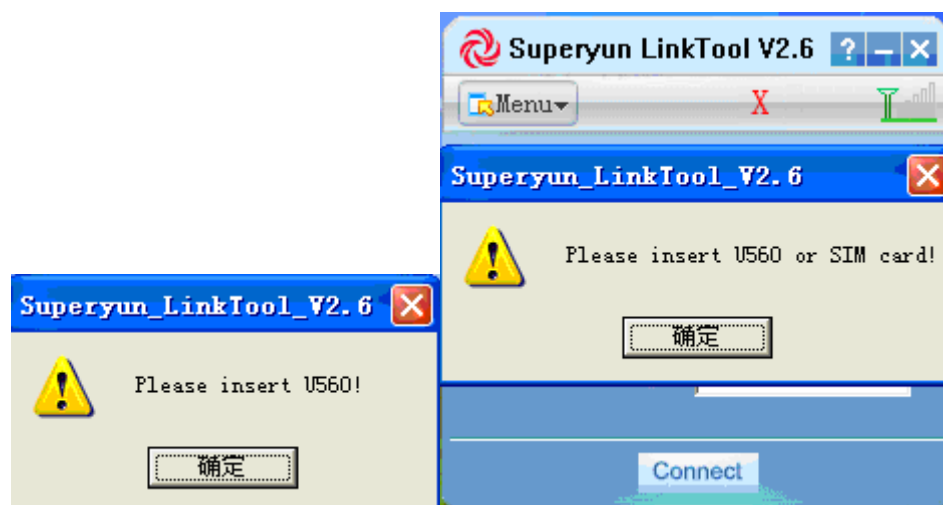 Superyun LinkTool V2.6
Menu
X
Superyun_LinkTool_V2.6
Please insert U560 or SIM card!
确定
Connect
Superyun_LinkTool_V2.6
Please insert U560!
确定